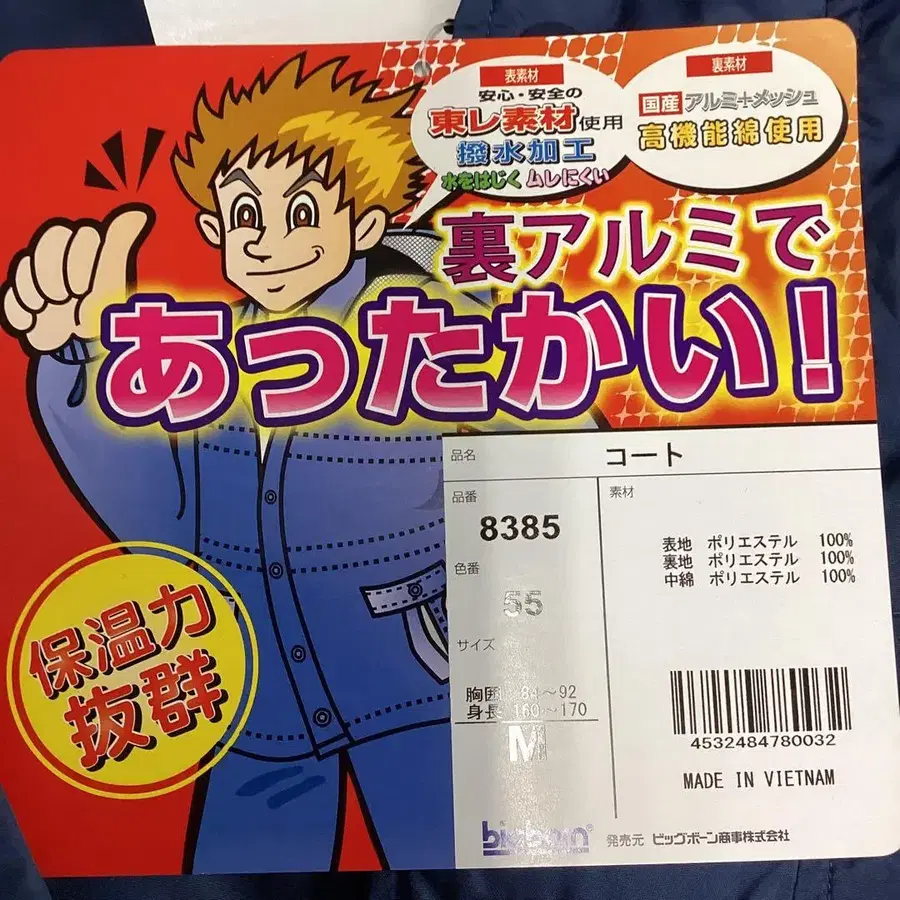 表素材
安心・安全の
東レ素材使用
撥水加工
水をはじく ムレにくい
裏素材
国産 アルミ+メッシュ
高機能綿使用
裏アルミで
あったかい!
保温力
抜群
品名 コート
品番
8385
色番
55
サイズ
胸囲 84～92
身長 160～170
M
素材
表地 ポリエステル 100%
裏地 ポリエステル 100%
中綿 ポリエステル 100%
4532484780032
MADE IN VIETNAM
bigborn®
発売元 ビッグボーン商事株式会社